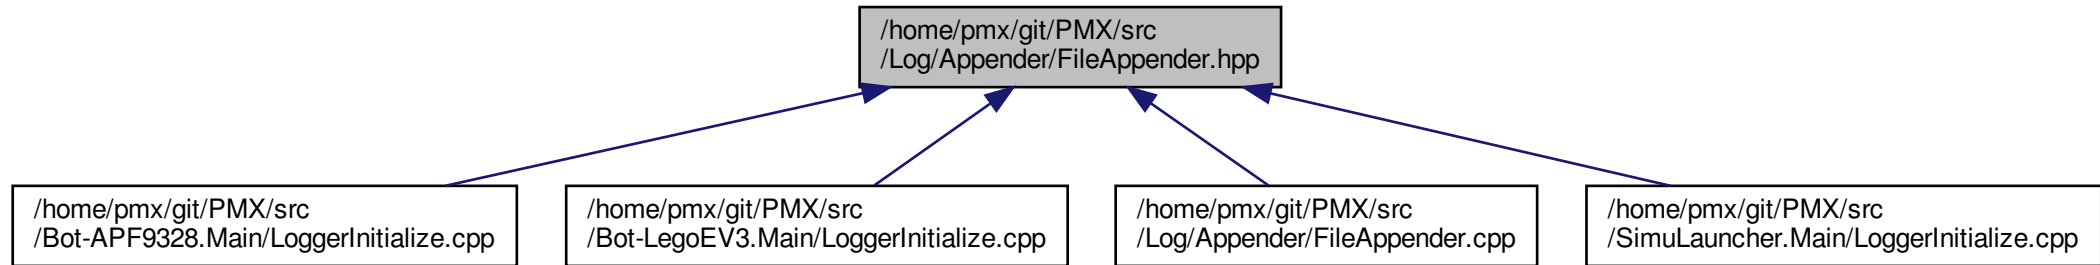 /home/pmx/git/PMX/src
/Log/Appender/FileAppender.hpp
/home/pmx/git/PMX/src
/Bot-APF9328.Main/LoggerInitialize.cpp
/home/pmx/git/PMX/src
/Bot-LegoEV3.Main/LoggerInitialize.cpp
/home/pmx/git/PMX/src
/Log/Appender/FileAppender.cpp
/home/pmx/git/PMX/src
/SimuLauncher.Main/LoggerInitialize.cpp